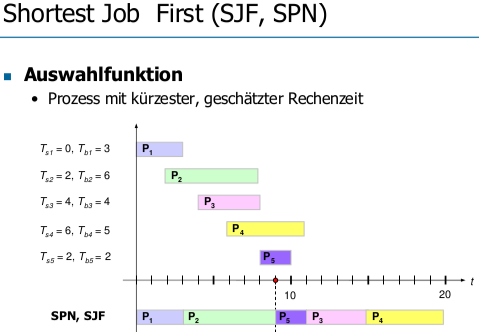 Shortest Job First (SJF, SPN)
Auswahlfunktion
• Prozess mit kürzester, geschätzter Rechenzeit
Ts1 = 0, Tb1 = 3 P1
Ts2 = 2, Tb2 = 6 P2
Ts3 = 4, Tb3 = 4 P3
Ts4 = 6, Tb4 = 5 P4
Ts5 = 2, Tb5 = 2 P5
t
10 20
SPN, SJF P1 P2 P5 P3 P4